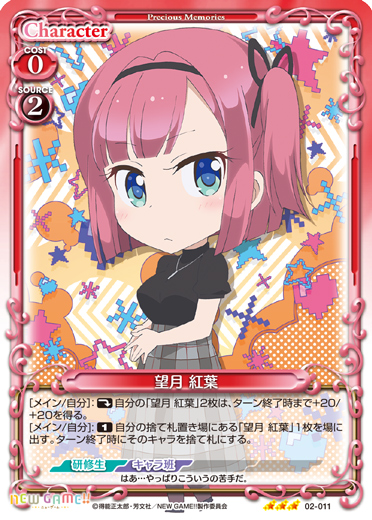 Precious Memories
Character
COST
0
SOURCE
2
望月 紅葉
[メイン/自分]: 自分の「望月 紅葉」2枚は、ターン終了時まで+20/
+20を得る。
[メイン/自分]: 1 自分の捨て札置き場にある「望月 紅葉」1枚を場
に出す。ターン終了時にそのキャラを捨て札にする。
研修生 キャラ班
NEW GAME!!
はあ…やっぱりこういうの苦手だ。
©得能正太郎・芳文社／NEW GAME!!製作委員会
02-011